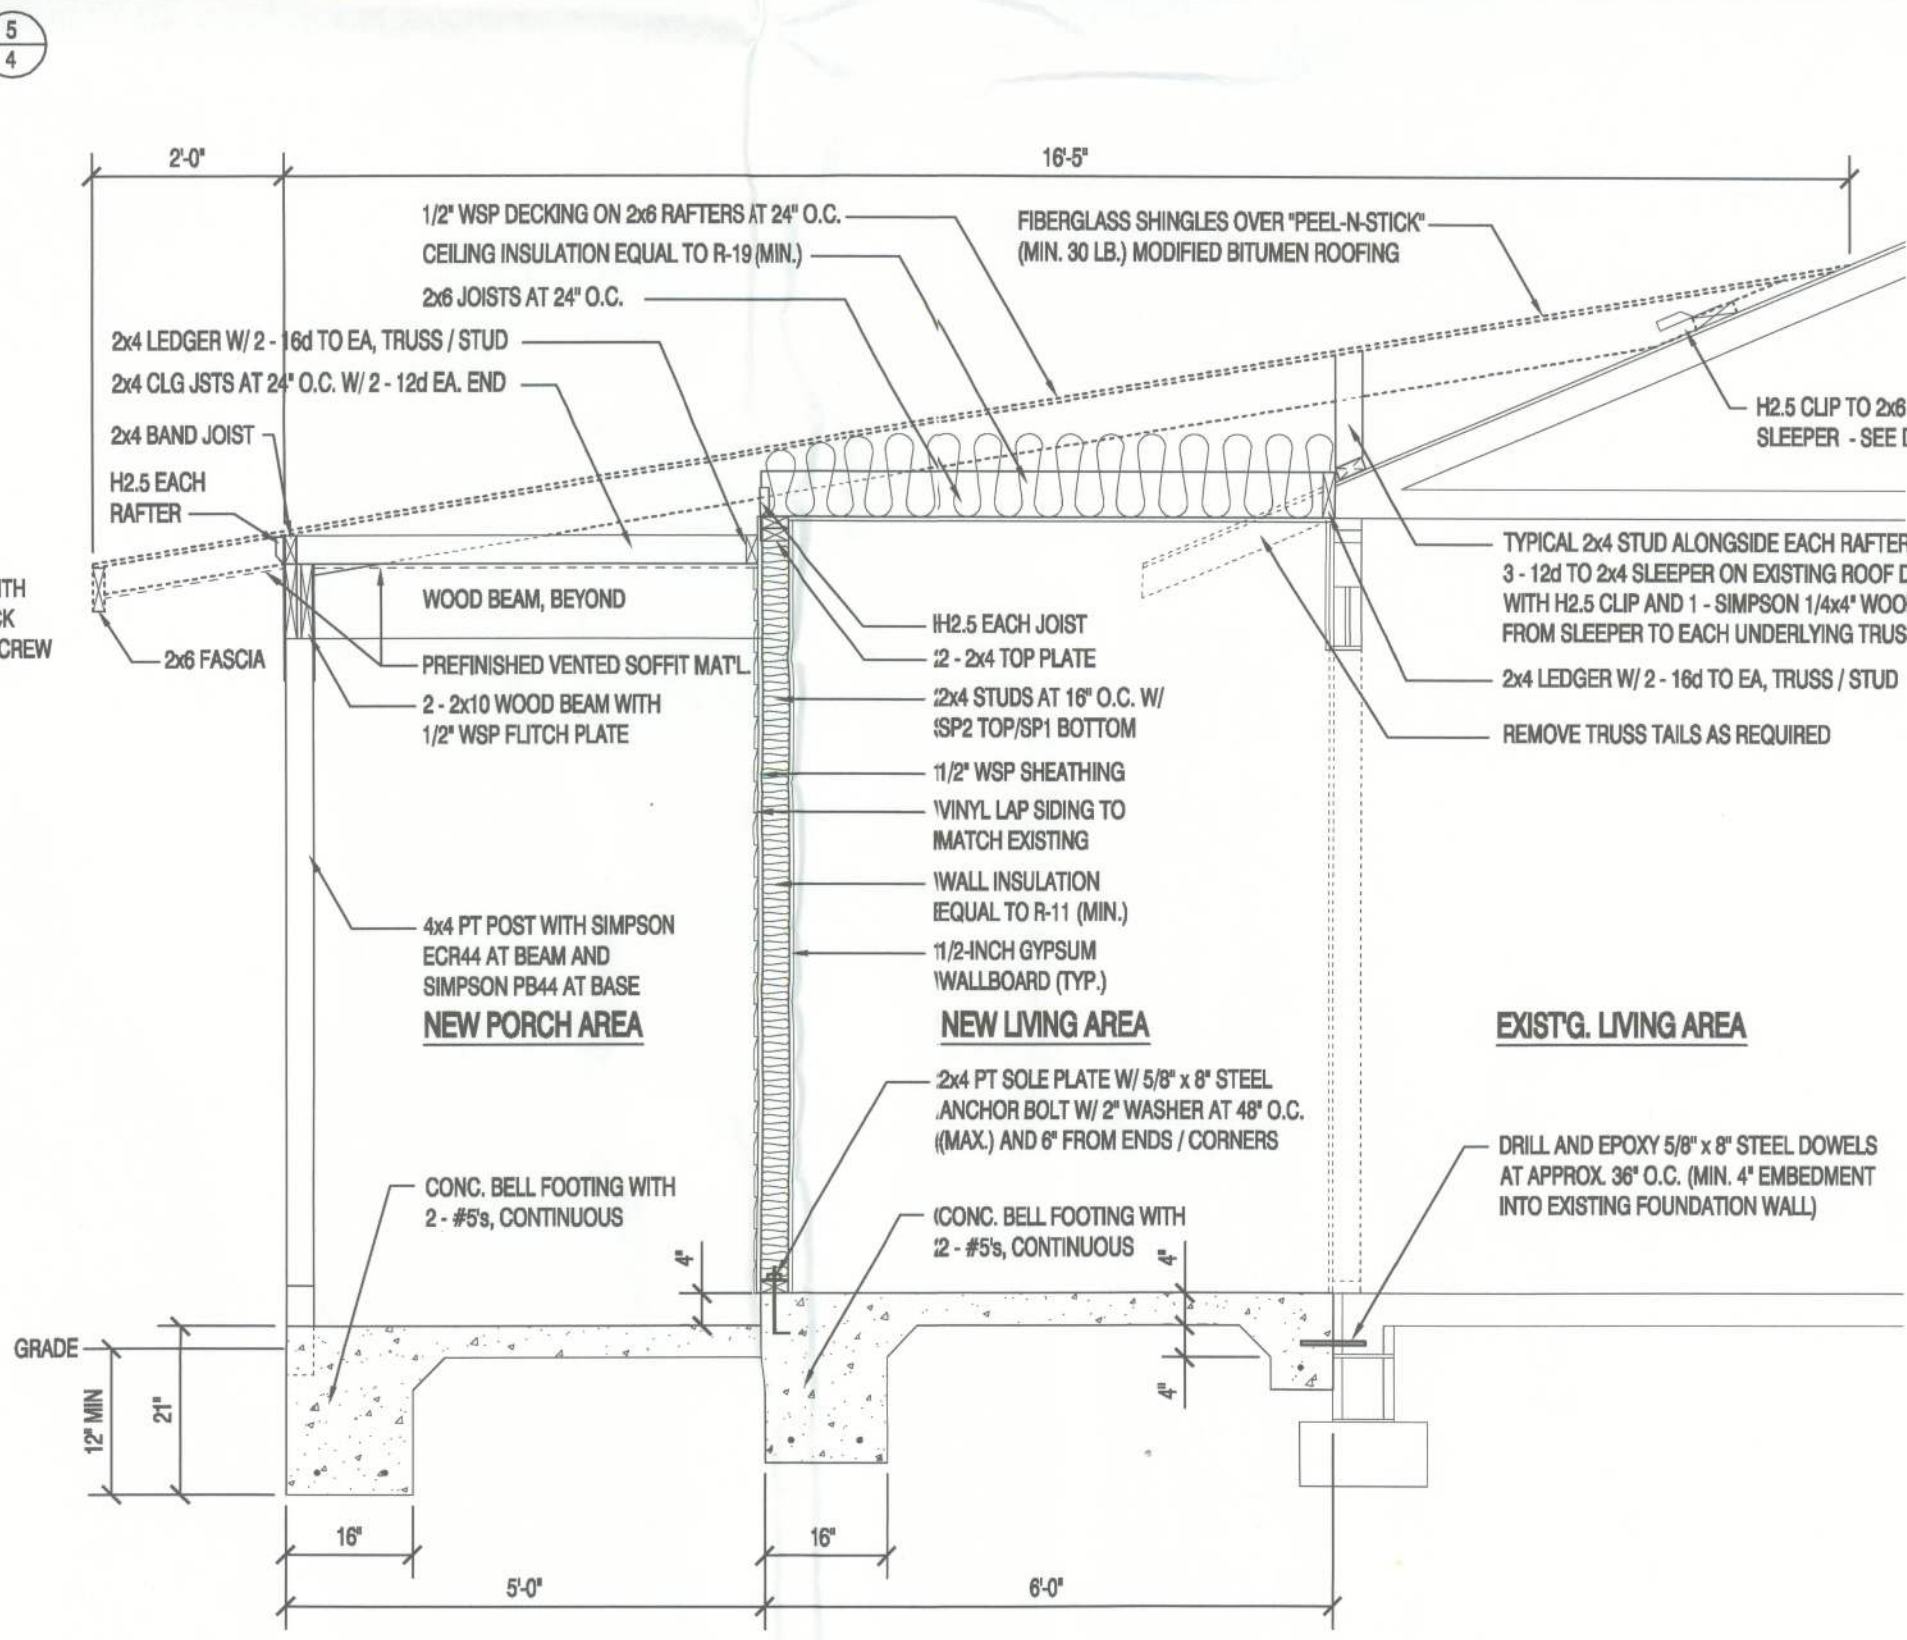 5
4
2'-0"
16'-5"
1/2" WSP DECKING ON 2x6 RAFTERS AT 24" O.C.
CEILING INSULATION EQUAL TO R-19 (MIN.)
2x6 JOISTS AT 24" O.C.
FIBERGLASS SHINGLES OVER "PEEL-N-STICK"
(MIN. 30 LB.) MODIFIED BITUMEN ROOFING
2x4 LEDGER W/ 2 - 16d TO EA, TRUSS / STUD
2x4 CLG JSTS AT 24" O.C. W/ 2 - 12d EA. END
2x4 BAND JOIST
H2.5 EACH
RAFTER
H2.5 CLIP TO 2x6
SLEEPER - SEE D
ITH
CK
CREW
2x6 FASCIA
WOOD BEAM, BEYOND
PREFINISHED VENTED SOFFIT MAT'L.
2 - 2x10 WOOD BEAM WITH
1/2" WSP FLITCH PLATE
H2.5 EACH JOIST
2 - 2x4 TOP PLATE
2x4 STUDS AT 16" O.C. W/
SP2 TOP/SP1 BOTTOM
1/2" WSP SHEATHING
VINYL LAP SIDING TO
MATCH EXISTING
WALL INSULATION
EQUAL TO R-11 (MIN.)
1/2-INCH GYPSUM
WALLBOARD (TYP.)
TYPICAL 2x4 STUD ALONGSIDE EACH RAFTER
3 - 12d TO 2x4 SLEEPER ON EXISTING ROOF D
WITH H2.5 CLIP AND 1 - SIMPSON 1/4x4" WOO
FROM SLEEPER TO EACH UNDERLYING TRUS
2x4 LEDGER W/ 2 - 16d TO EA, TRUSS / STUD
REMOVE TRUSS TAILS AS REQUIRED
4x4 PT POST WITH SIMPSON
ECR44 AT BEAM AND
SIMPSON PB44 AT BASE
NEW PORCH AREA
NEW LIVING AREA
EXIST'G. LIVING AREA
2x4 PT SOLE PLATE W/ 5/8" x 8" STEEL
ANCHOR BOLT W/ 2" WASHER AT 48" O.C.
(MAX.) AND 6" FROM ENDS / CORNERS
DRILL AND EPOXY 5/8" x 8" STEEL DOWELS
AT APPROX. 36" O.C. (MIN. 4" EMBEDMENT
INTO EXISTING FOUNDATION WALL)
CONC. BELL FOOTING WITH
2 - #5's, CONTINUOUS
CONC. BELL FOOTING WITH
2 - #5's, CONTINUOUS
4"
4"
4"
GRADE
12" MIN
21"
16"
16"
5'-0"
6'-0"